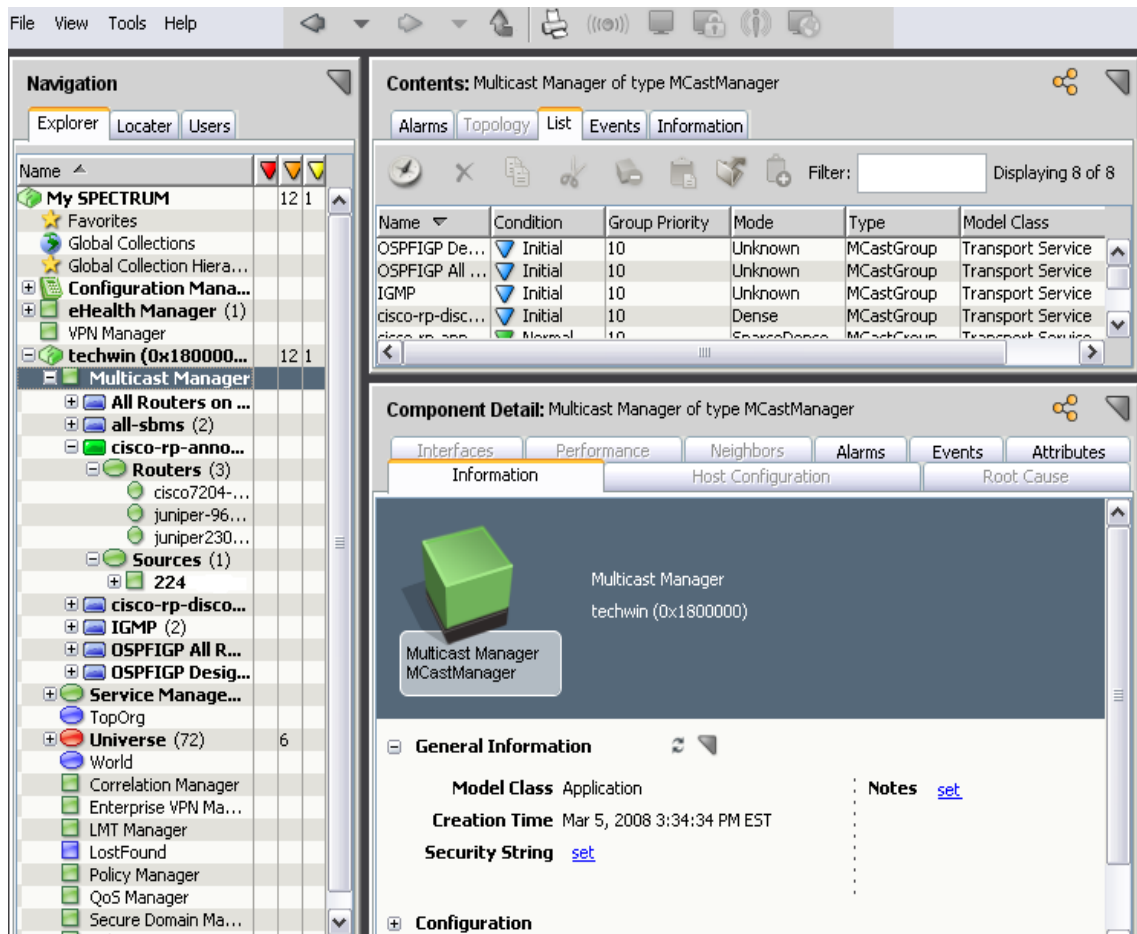 File View Tools Help
Navigation
Explorer Locater Users
Name
My SPECTRUM 12 1
Favorites
Global Collections
Global Collection Hiera...
Configuration Mana...
eHealth Manager (1)
VPN Manager
techwin (0x180000... 12 1
Multicast Manager
All Routers on ...
all-sbms (2)
cisco-rp-anno...
Routers (3)
cisco7204-...
juniper-96...
juniper230...
Sources (1)
224
cisco-rp-disco...
IGMP (2)
OSPFIGP All R...
OSPFIGP Desig...
Service Manage...
TopOrg
Universe (72) 6
World
Correlation Manager
Enterprise VPN Ma...
LMT Manager
LostFound
Policy Manager
QoS Manager
Secure Domain Ma...
Contents: Multicast Manager of type MCastManager
Alarms Topology List Events Information
Filter: Displaying 8 of 8
Name Condition Group Priority Mode Type Model Class
OSPFIGP De... Initial 10 Unknown MCastGroup Transport Service
OSPFIGP All ... Initial 10 Unknown MCastGroup Transport Service
IGMP Initial 10 Unknown MCastGroup Transport Service
cisco-rp-disc... Initial 10 Dense MCastGroup Transport Service
cisco-rp-ann... Normal 10 SparseDense MCastGroup Transport Service
Component Detail: Multicast Manager of type MCastManager
Interfaces Performance Neighbors Alarms Events Attributes
Information Host Configuration Root Cause
Multicast Manager
techwin (0x1800000)
Multicast Manager
MCastManager
General Information
Model Class Application Notes set
Creation Time Mar 5, 2008 3:34:34 PM EST
Security String set
Configuration